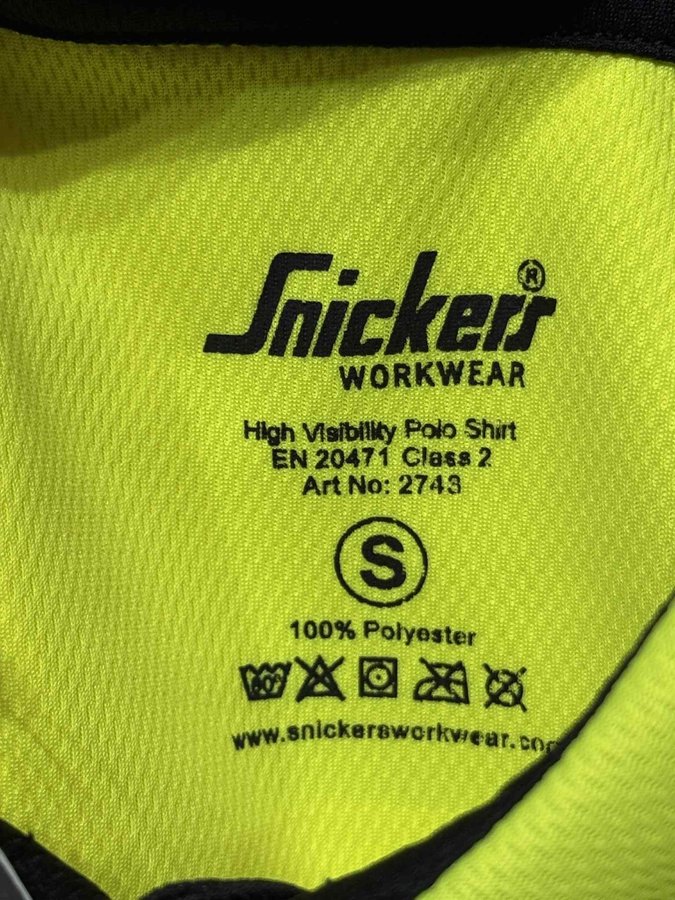 Snickers®
WORKWEAR
High Visibility Polo Shirt
EN 20471 Class 2
Art No: 2743
S
100% Polyester
www.snickersworkwear.com